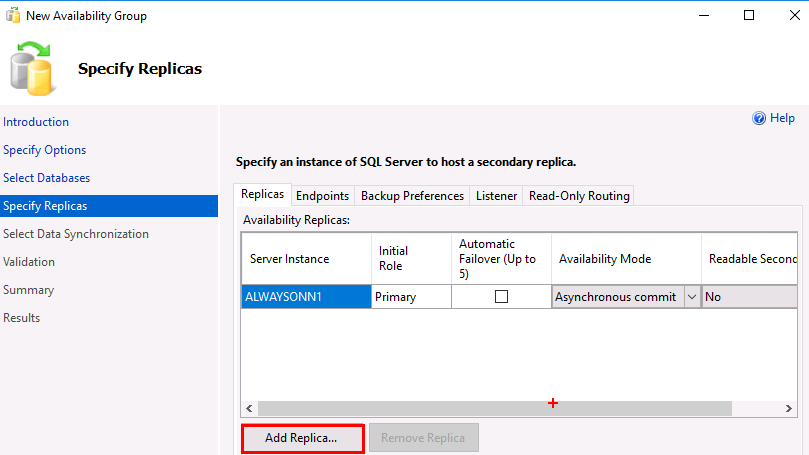 New Availability Group
Specify Replicas
Help
Introduction
Specify Options
Select Databases
Specify Replicas
Select Data Synchronization
Validation
Summary
Results
Specify an instance of SQL Server to host a secondary replica.
Replicas Endpoints Backup Preferences Listener Read-Only Routing
Availability Replicas:
Server Instance
Initial
Role
Automatic
Failover (Up to
5)
Availability Mode
Readable Second
ALWAYSONN1 Primary Asynchronous commit No
Add Replica... Remove Replica